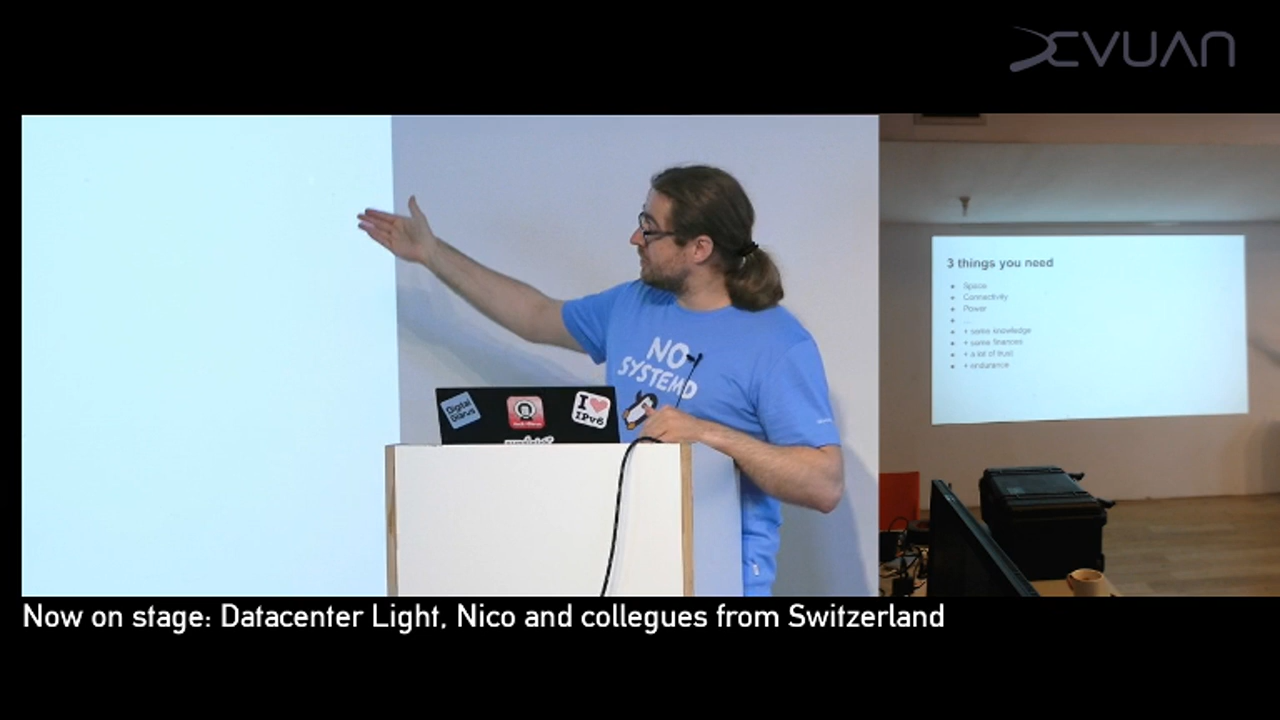 DEVUAN
NO
SYSTEMD
Digital
Glarus
I ♥
IPv6
3 things you need
Space
Connectivity
Power
...
+ some knowledge
+ some finances
+ a lot of trust
+ endurance
Now on stage: Datacenter Light, Nico and collegues from Switzerland